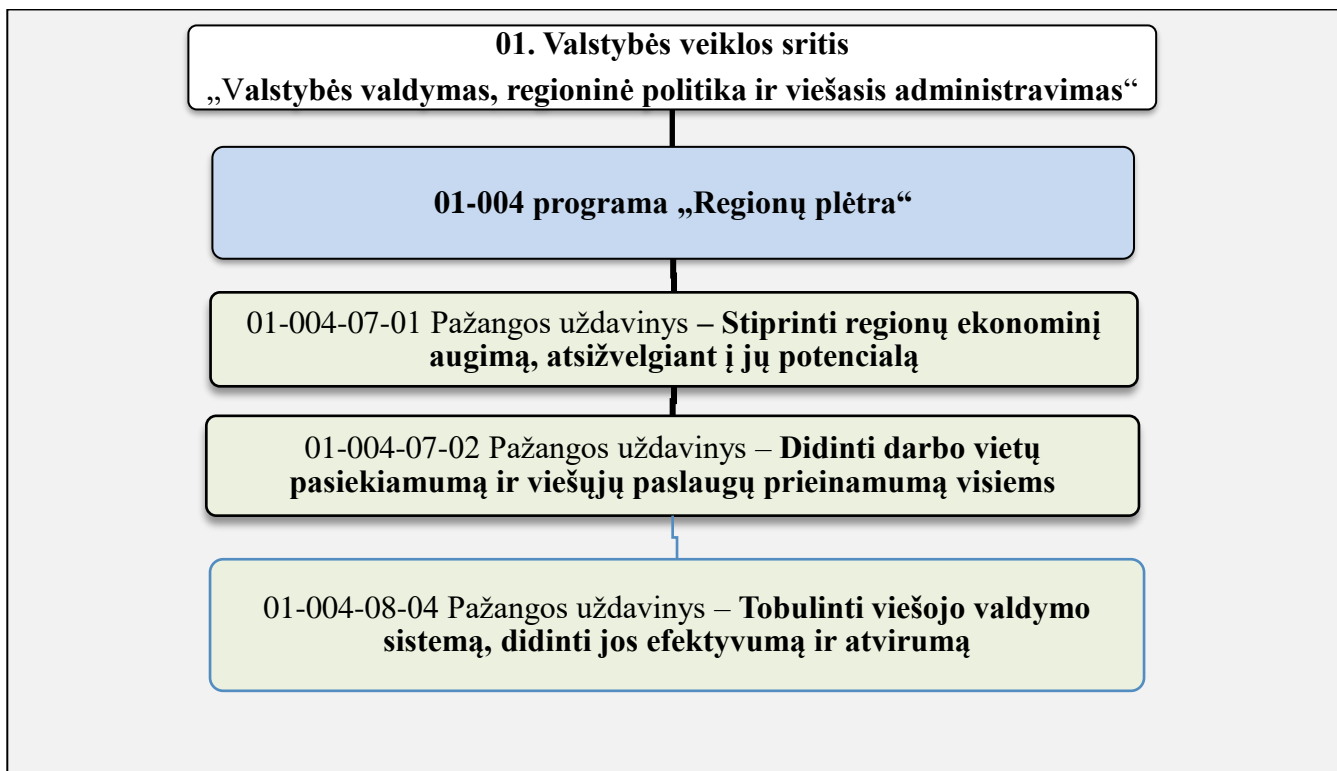 01. Valstybės veiklos sritis
„Valstybės valdymas, regioninė politika ir viešasis administravimas“
01-004 programa „Regionų plėtra“
01-004-07-01 Pažangos uždavinys – Stiprinti regionų ekonominį
augimą, atsižvelgiant į jų potencialą
01-004-07-02 Pažangos uždavinys – Didinti darbo vietų
pasiekiamumą ir viešųjų paslaugų prieinamumą visiems
01-004-08-04 Pažangos uždavinys – Tobulinti viešojo valdymo
sistemą, didinti jos efektyvumą ir atvirumą